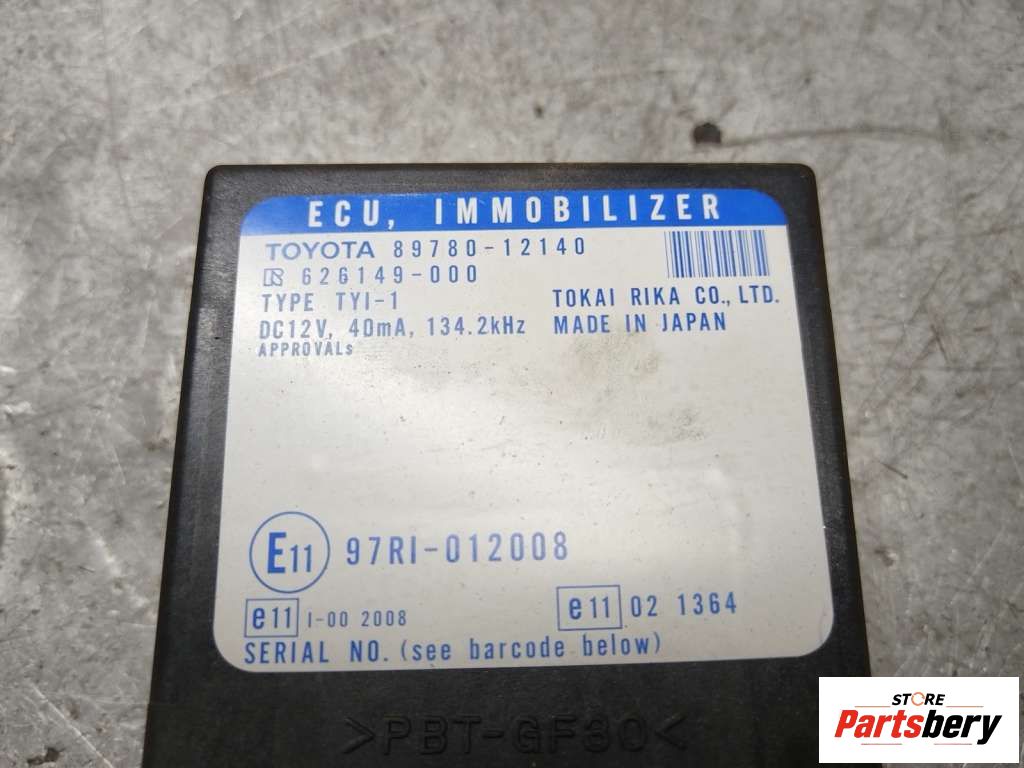 ECU, IMMOBILIZER
TOYOTA 89780-12140
626149-000
TYPE TYI-1
TOKAI RIKA CO., LTD.
DC12V, 40mA, 134.2kHz
MADE IN JAPAN
APPROVALs
E11 97RI-012008
e11 I-00 2008
e11 02 1364
SERIAL NO. (see barcode below)
>PBT-GF30<
STORE
Partsbery